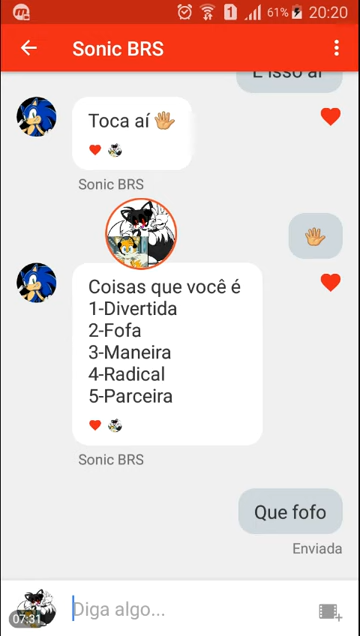 61% 20:20
Sonic BRS
E isso aí
Toca aí
Sonic BRS
Coisas que você é
1-Divertida
2-Fofa
3-Maneira
4-Radical
5-Parceira
Sonic BRS
Que fofo
Enviada
Diga algo...
07:31